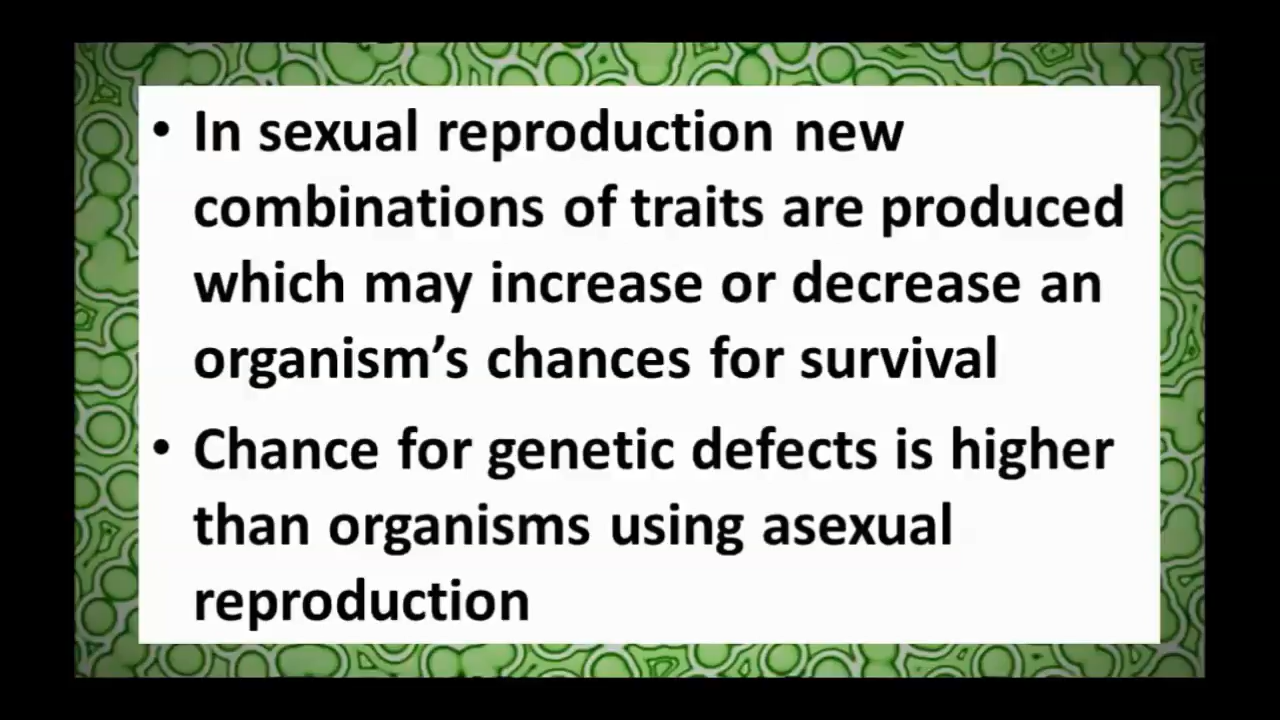 • In sexual reproduction new
combinations of traits are produced
which may increase or decrease an
organism’s chances for survival
• Chance for genetic defects is higher
than organisms using asexual
reproduction